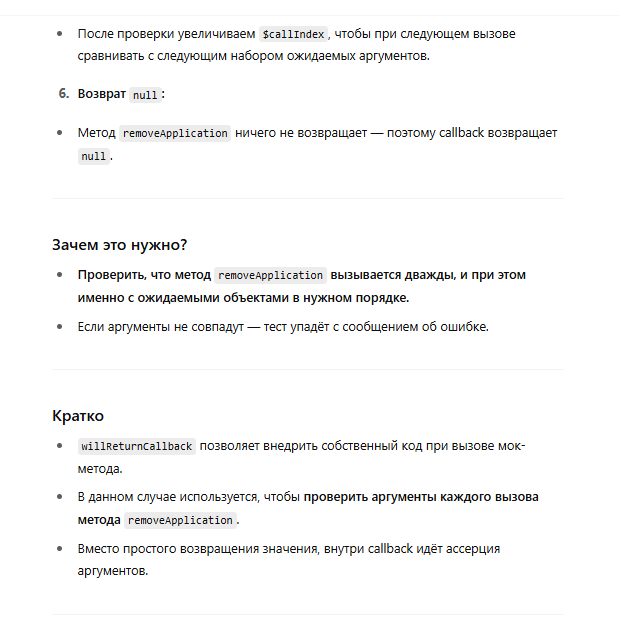 • После проверки увеличиваем $callIndex, чтобы при следующем вызове
сравнивать с следующим набором ожидаемых аргументов.
6. Возврат null:
• Метод removeApplication ничего не возвращает — поэтому callback возвращает
null.
Зачем это нужно?
• Проверить, что метод removeApplication вызывается дважды, и при этом
именно с ожидаемыми объектами в нужном порядке.
• Если аргументы не совпадут — тест упадёт с сообщением об ошибке.
Кратко
• willReturnCallback позволяет внедрить собственный код при вызове мок-
метода.
• В данном случае используется, чтобы проверить аргументы каждого вызова
метода removeApplication.
• Вместо простого возвращения значения, внутри callback идёт ассерция
аргументов.